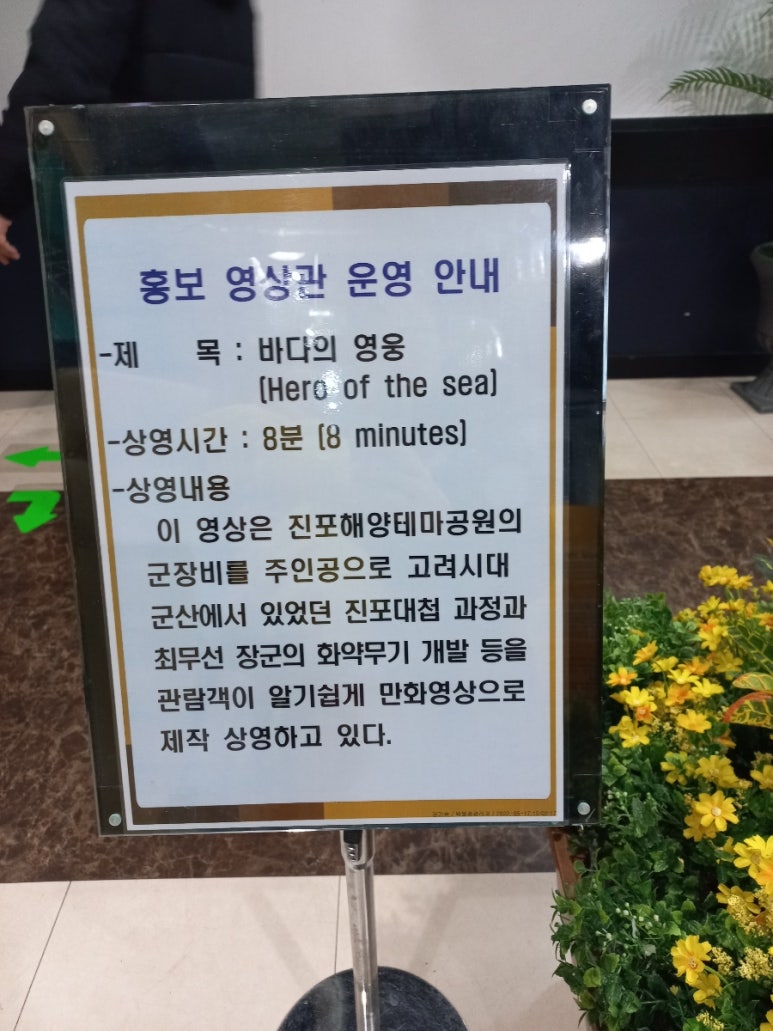 홍보 영상관 운영 안내
-제 목 : 바다의 영웅
(Hero of the sea)
-상영시간 : 8분 (8 minutes)
-상영내용
이 영상은 진포해양테마공원의
군장비를 주인공으로 고려시대
군산에서 있었던 진포대첩 과정과
최무선 장군의 화약무기 개발 등을
관람객이 알기쉽게 만화영상으로
제작 상영하고 있다.